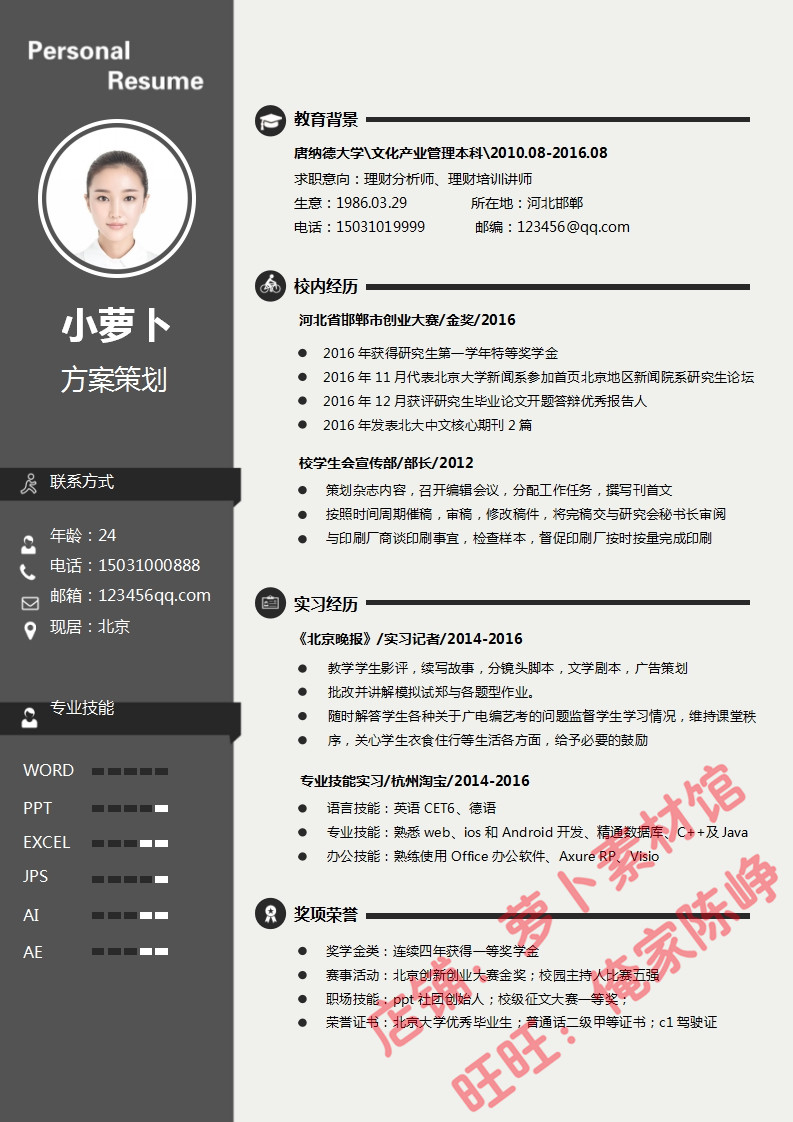 Personal
Resume
小萝卜
方案策划
联系方式
年龄：24
电话：15031000888
邮箱：123456qq.com
现居：北京
专业技能
WORD
PPT
EXCEL
JPS
AI
AE
教育背景
唐纳德大学\文化产业管理本科\2010.08-2016.08
求职意向：理财分析师、理财培训讲师
生意：1986.03.29 所在地：河北邯郸
电话：15031019999 邮编：123456@qq.com
校内经历
河北省邯郸市创业大赛/金奖/2016
● 2016 年获得研究生第一学年特等奖学金
● 2016 年 11 月代表北京大学新闻系参加首页北京地区新闻院系研究生论坛
● 2016 年 12 月获评研究生毕业论文开题答辩优秀报告人
● 2016 年发表北大中文核心期刊 2 篇
校学生会宣传部/部长/2012
● 策划杂志内容，召开编辑会议，分配工作任务，撰写刊首文
● 按照时间周期催稿，审稿，修改稿件，将完稿交与研究会秘书长审阅
● 与印刷厂商谈印刷事宜，检查样本，督促印刷厂按时按量完成印刷
实习经历
《北京晚报》/实习记者/2014-2016
● 教学学生影评，续写故事，分镜头脚本，文学剧本，广告策划
● 批改并讲解模拟试郑与各题型作业。
● 随时解答学生各种关于广电编艺考的问题监督学生学习情况，维持课堂秩
● 序，关心学生衣食住行等生活各方面，给予必要的鼓励
专业技能实习/杭州淘宝/2014-2016
● 语言技能：英语 CET6、德语
● 专业技能：熟悉 web、ios 和 Android 开发、精通数据库、C++及 Java
● 办公技能：熟练使用 Office 办公软件、Axure RP、Visio
奖项荣誉
● 奖学金类：连续四年获得一等奖学金
● 赛事活动：北京创新创业大赛金奖；校园主持人比赛五强
● 职场技能：ppt 社团创始人；校级征文大赛一等奖；
● 荣誉证书：北京大学优秀毕业生；普通话二级甲等证书；c1 驾驶证
店铺：萝卜素材馆
旺旺：俺家陈峥